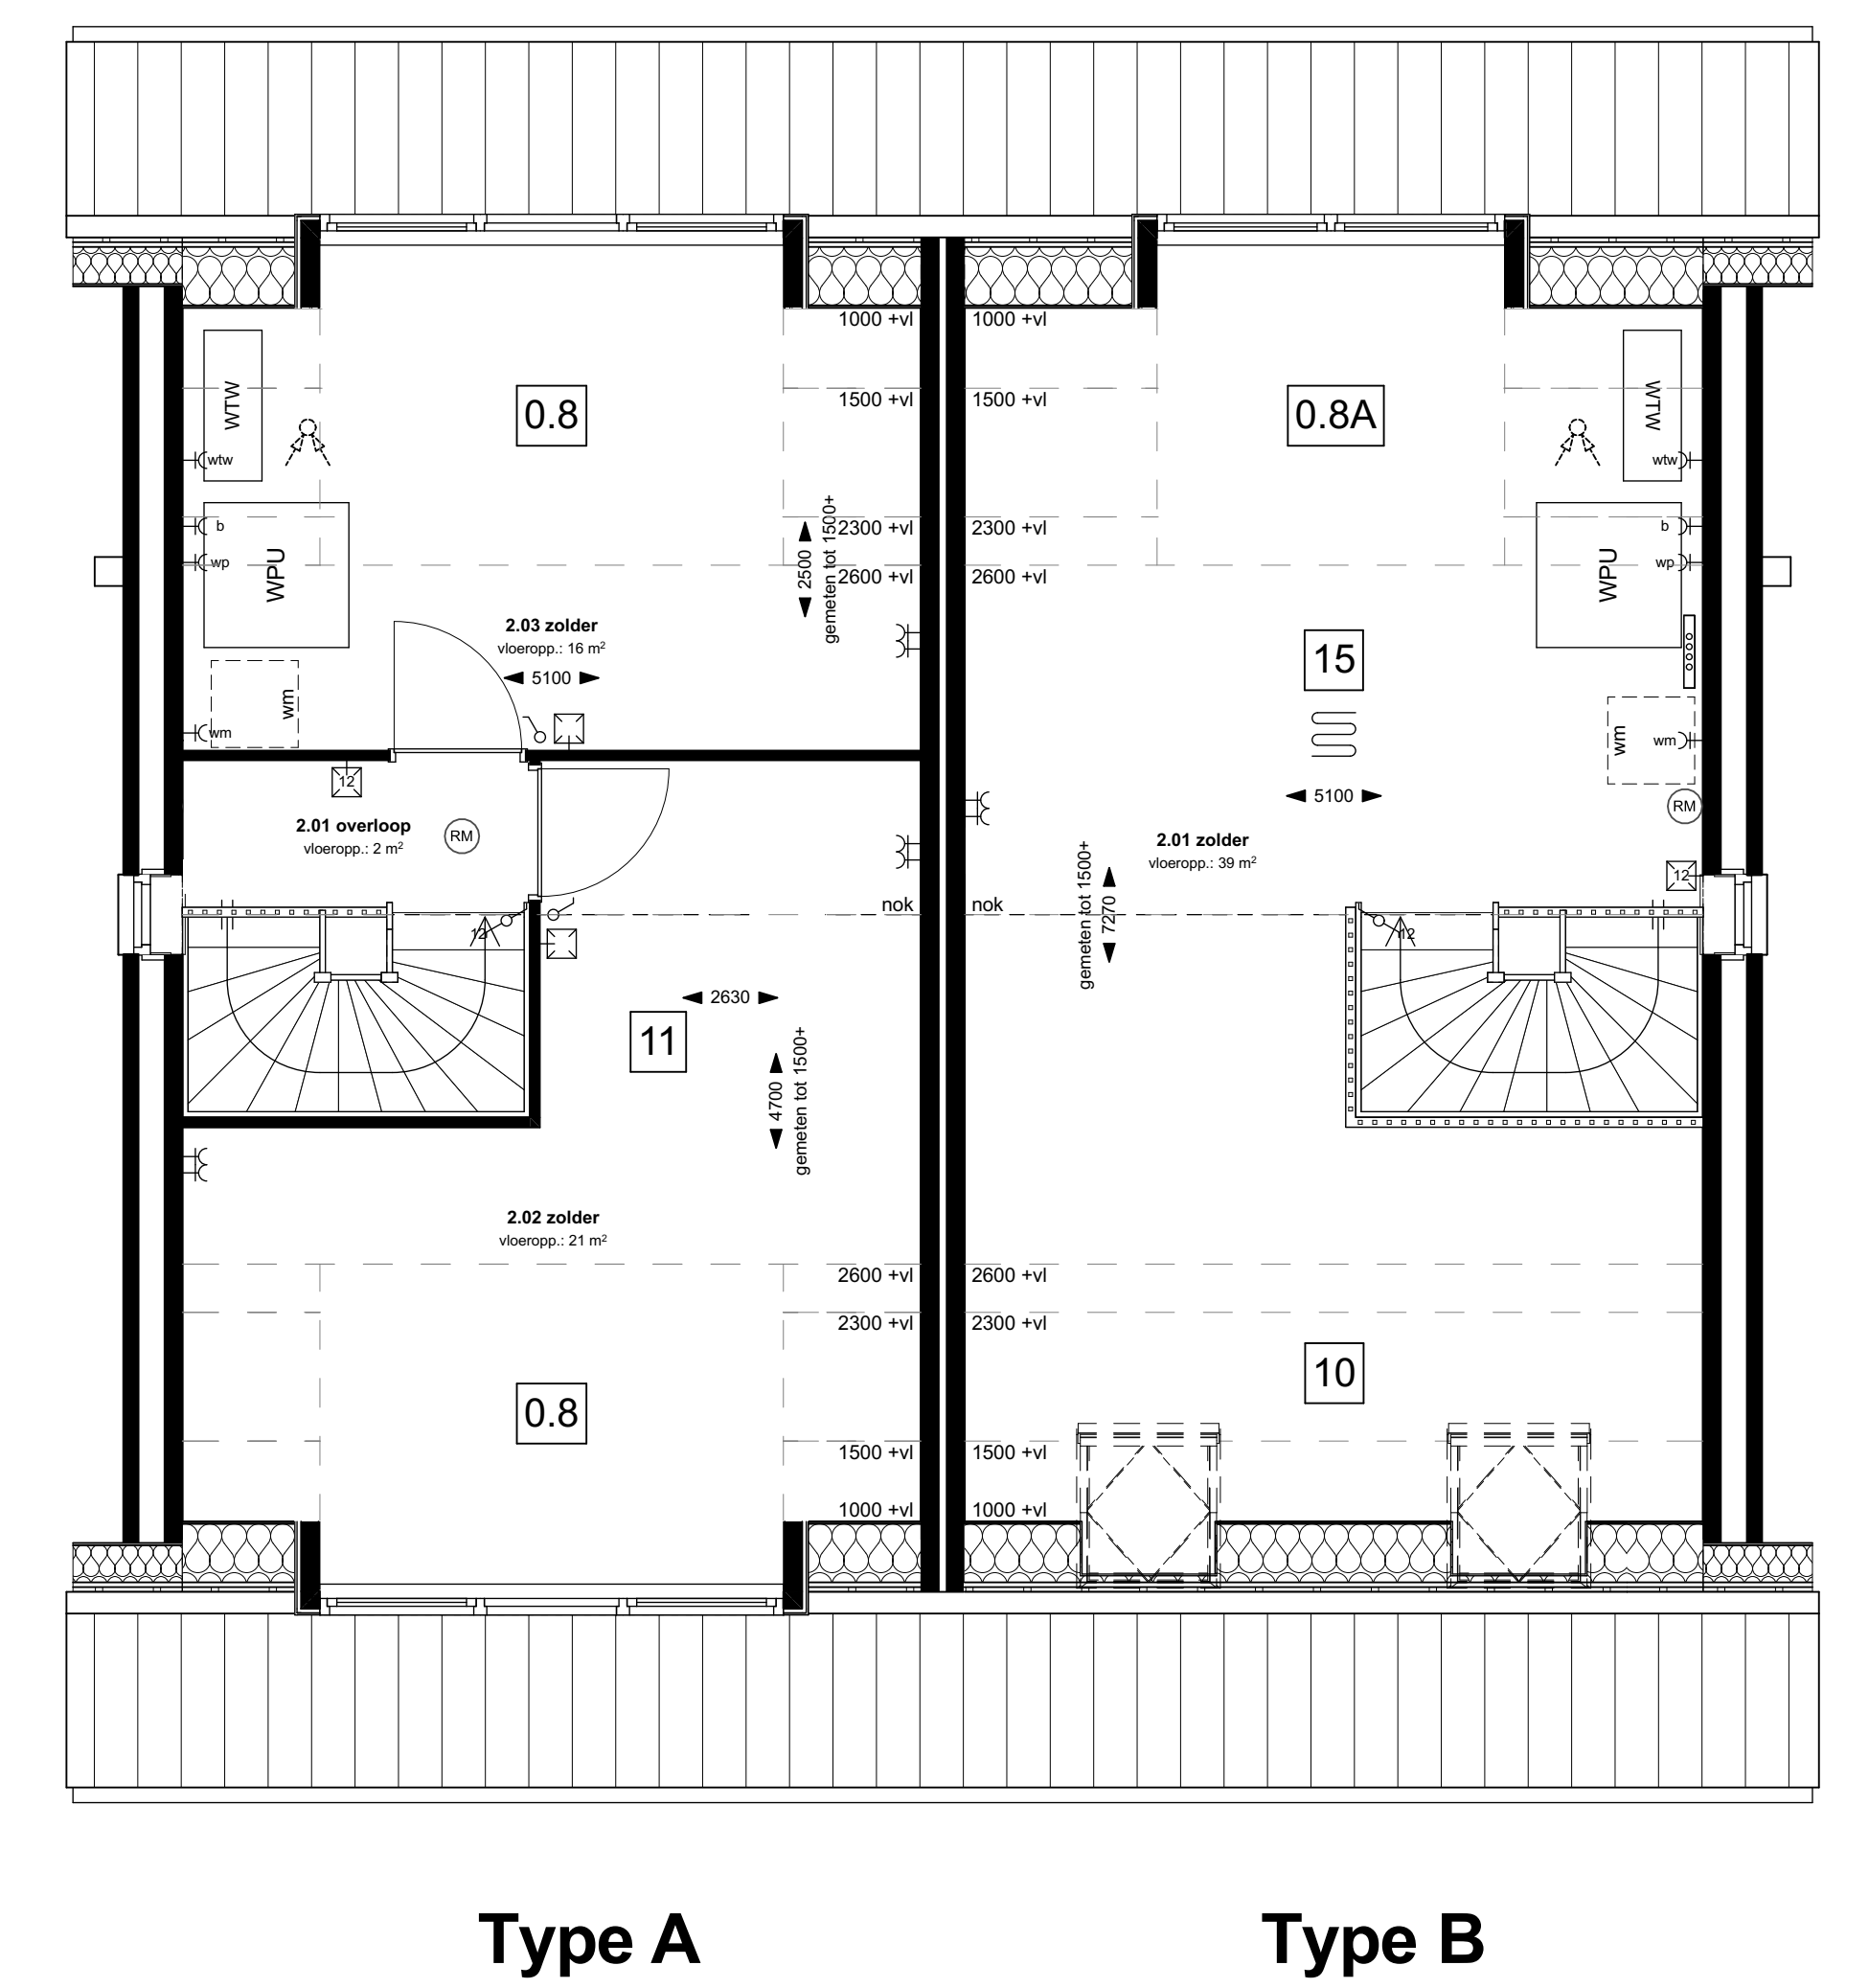 1000 +vl
1000 +vl
WTW
0.8
1500 +vl
1500 +vl
0.8A
WTW
wtw
wtw
b
2300 +vl
2300 +vl
b
wp
WPU
2500
gemeten tot 1500+
2600 +vl
2600 +vl
WPU
wp
2.03 zolder
vloeropp.: 16 m²
5100
15
wm
wm
wm
wm
12
5100
RM
2.01 overloop
vloeropp.: 2 m²
RM
2.01 zolder
vloeropp.: 39 m²
12
nok
nok
7270
gemeten tot 1500+
12
12
2630
11
4700
gemeten tot 1500+
2.02 zolder
vloeropp.: 21 m²
2600 +vl
2600 +vl
2300 +vl
2300 +vl
0.8
10
1500 +vl
1500 +vl
1000 +vl
1000 +vl
Type A
Type B